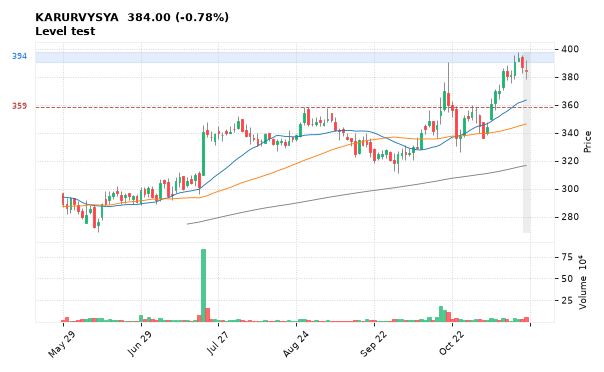 KARURVYSYA 384.00 (-0.78%)
Level test
394
359
400
380
360
340
320
300
280
Price
75
50
25
Volume 10⁴
May 29
Jun 29
Jul 27
Aug 24
Sep 22
Oct 22